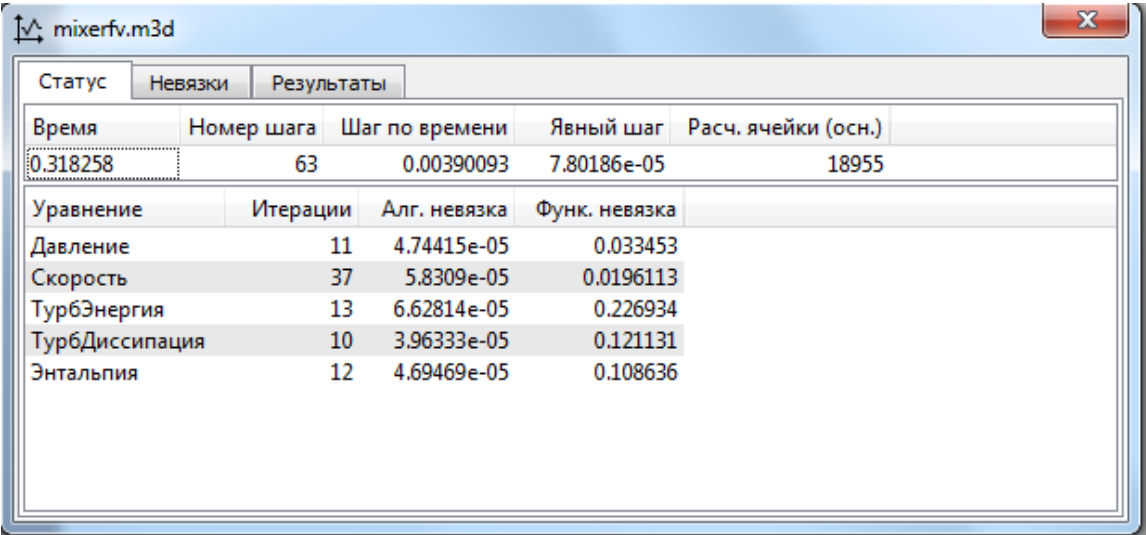 mixerfv.m3d
Статус Невязки Результаты
Время Номер шага Шаг по времени Явный шаг Расч. ячейки (осн.)
0.318258 63 0.00390093 7.80186e-05 18955
Уравнение Итерации Алг. невязка Функ. невязка
Давление 11 4.74415e-05 0.033453
Скорость 37 5.8309e-05 0.0196113
ТурбЭнергия 13 6.62814e-05 0.226934
ТурбДиссипация 10 3.96333e-05 0.121131
Энтальпия 12 4.69469e-05 0.108636